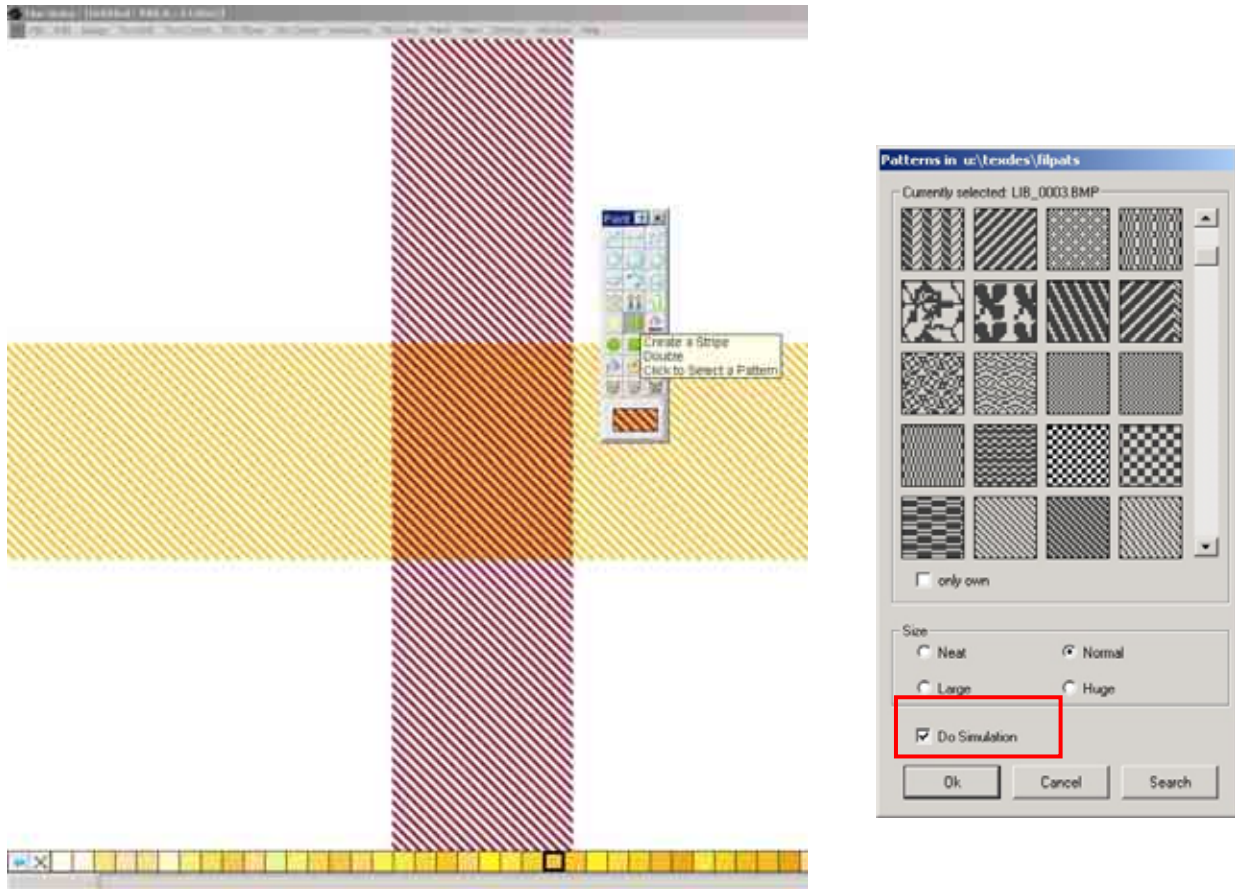 Paint
Create a Stripe
Double
Click to Select a Pattern
Patterns in u:\texdes\filpats
Currently selected: LIB_0003.BMP
only own
Size
Neat
Normal
Large
Huge
Do Simulation
Ok
Cancel
Search